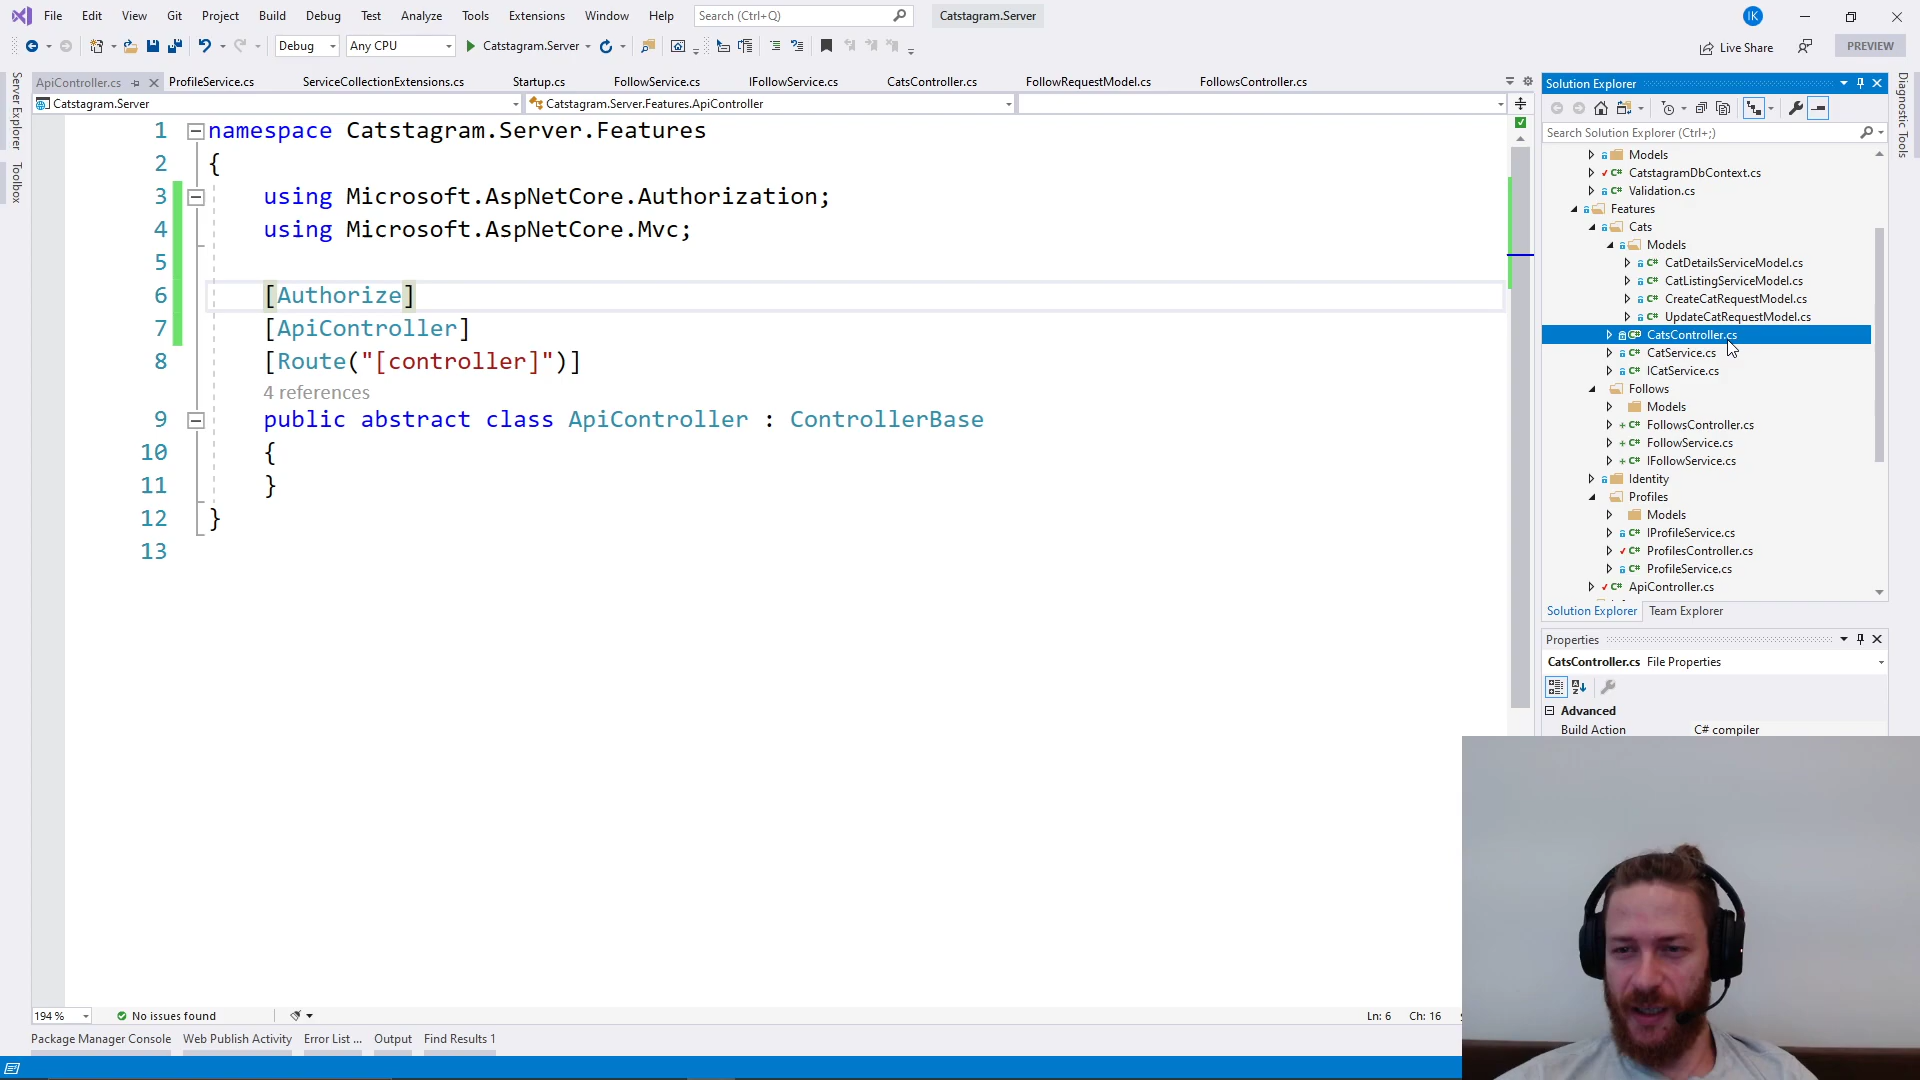 File Edit View Git Project Build Debug Test Analyze Tools Extensions Window Help Search (Ctrl+Q) Catstagram.Server IK
Debug Any CPU Catstagram.Server Live Share PREVIEW
ApiController.cs ProfileService.cs ServiceCollectionExtensions.cs Startup.cs FollowService.cs IFollowService.cs CatsController.cs FollowRequestModel.cs FollowsController.cs
Catstagram.Server Catstagram.Server.Features.ApiController
Server Explorer
Toolbox
1 namespace Catstagram.Server.Features
2 {
3 using Microsoft.AspNetCore.Authorization;
4 using Microsoft.AspNetCore.Mvc;
5
6 [Authorize]
7 [ApiController]
8 [Route("[controller]")]
4 references
9 public abstract class ApiController : ControllerBase
10 {
11 }
12 }
13
194 % No issues found Ln: 6 Ch: 16
Package Manager Console Web Publish Activity Error List ... Output Find Results 1
Solution Explorer
Search Solution Explorer (Ctrl+;)
Models
CatstagramDbContext.cs
Validation.cs
Features
Cats
Models
CatDetailsServiceModel.cs
CatListingServiceModel.cs
CreateCatRequestModel.cs
UpdateCatRequestModel.cs
CatsController.cs
CatService.cs
ICatService.cs
Follows
Models
FollowsController.cs
FollowService.cs
IFollowService.cs
Identity
Profiles
Models
IProfileService.cs
ProfilesController.cs
ProfileService.cs
ApiController.cs
Solution Explorer Team Explorer
Properties
CatsController.cs File Properties
Advanced
Build Action C# compiler
Diagnostic Tools